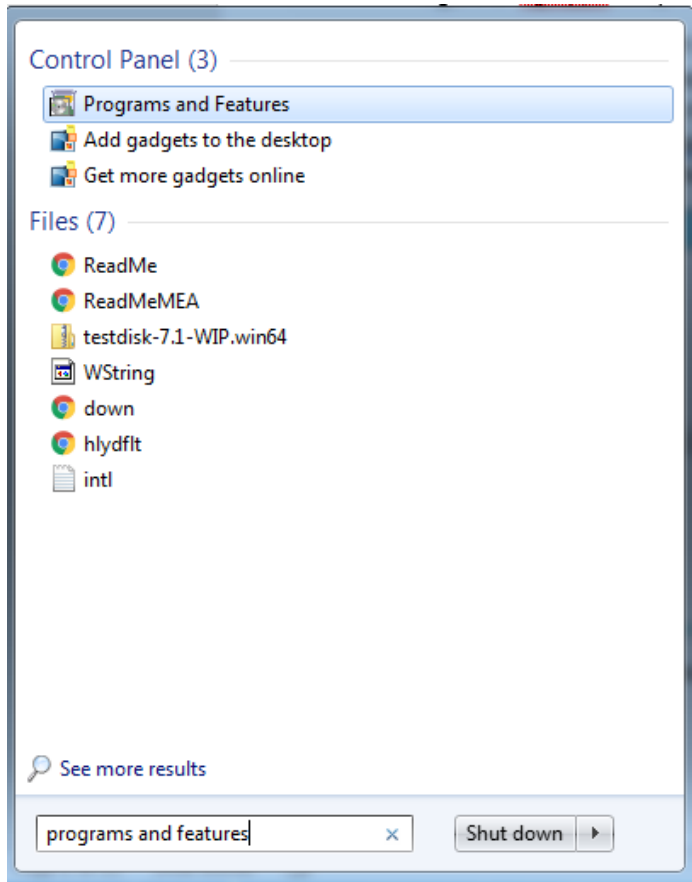 Control Panel (3)
Programs and Features
Add gadgets to the desktop
Get more gadgets online
Files (7)
ReadMe
ReadMeMEA
testdisk-7.1-WIP.win64
WString
down
hlydflt
intl
See more results
programs and features
Shut down